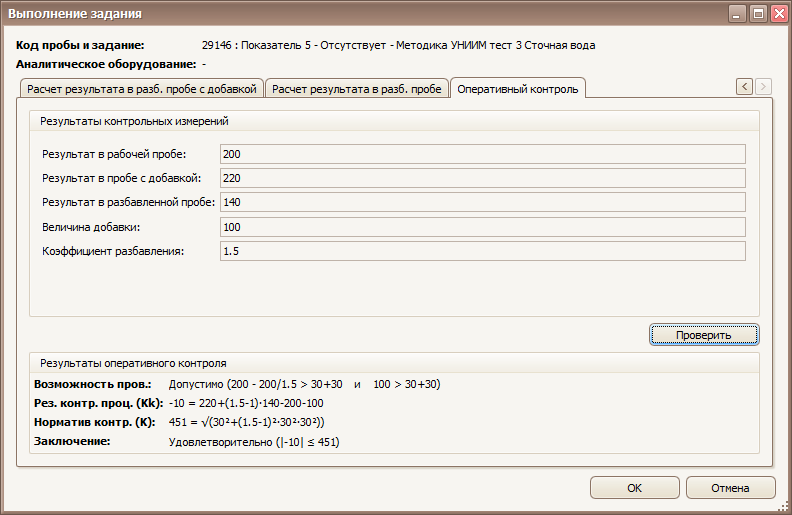 Выполнение задания
Код пробы и задание: 29146 : Показатель 5 - Отсутствует - Методика УНИИМ тест 3 Сточная вода
Аналитическое оборудование: -
Расчет результата в разб. пробе с добавкой Расчет результата в разб. пробе Оперативный контроль
Результаты контрольных измерений
Результат в рабочей пробе: 200
Результат в пробе с добавкой: 220
Результат в разбавленной пробе: 140
Величина добавки: 100
Коэффициент разбавления: 1.5
Проверить
Результаты оперативного контроля
Возможность пров.: Допустимо (200 - 200/1.5 > 30+30 и 100 > 30+30)
Рез. контр. проц. (Kk): -10 = 220+(1.5-1)·140-200-100
Норматив контр. (K): 451 = √(30²+(1.5-1)²·30²·30²))
Заключение: Удовлетворительно (|-10| ≤ 451)
OK Отмена